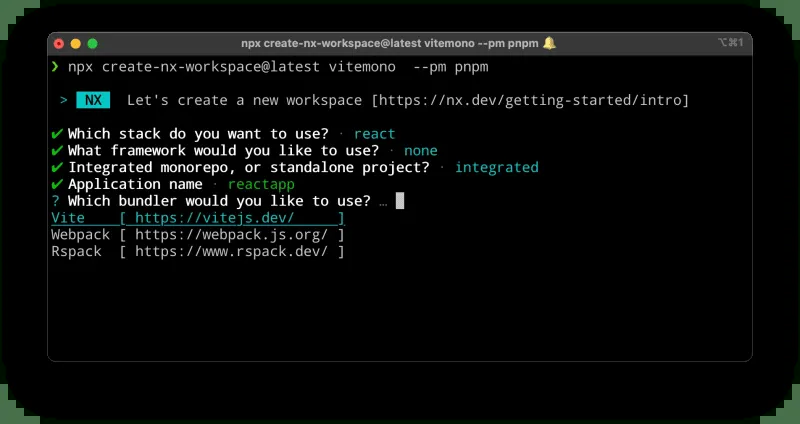 npx create-nx-workspace@latest vitemono --pm pnpm 🔔 ⌥⌘1
❯ npx create-nx-workspace@latest vitemono  --pm pnpm
> NX Let's create a new workspace [https://nx.dev/getting-started/intro]
✔ Which stack do you want to use? · react
✔ What framework would you like to use? · none
✔ Integrated monorepo, or standalone project? · integrated
✔ Application name · reactapp
? Which bundler would you like to use? …
Vite    [ https://vitejs.dev/     ]
Webpack [ https://webpack.js.org/ ]
Rspack  [ https://www.rspack.dev/ ]